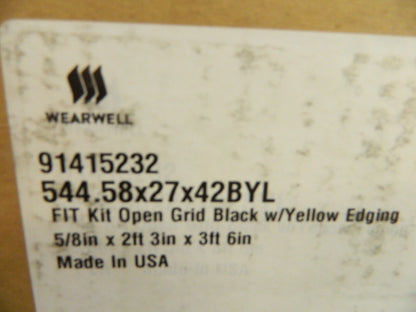 WEARWELL
91415232
544.58x27x42BYL
FIT Kit Open Grid Black w/Yellow Edging
5/8in x 2ft 3in x 3ft 6in
Made In USA